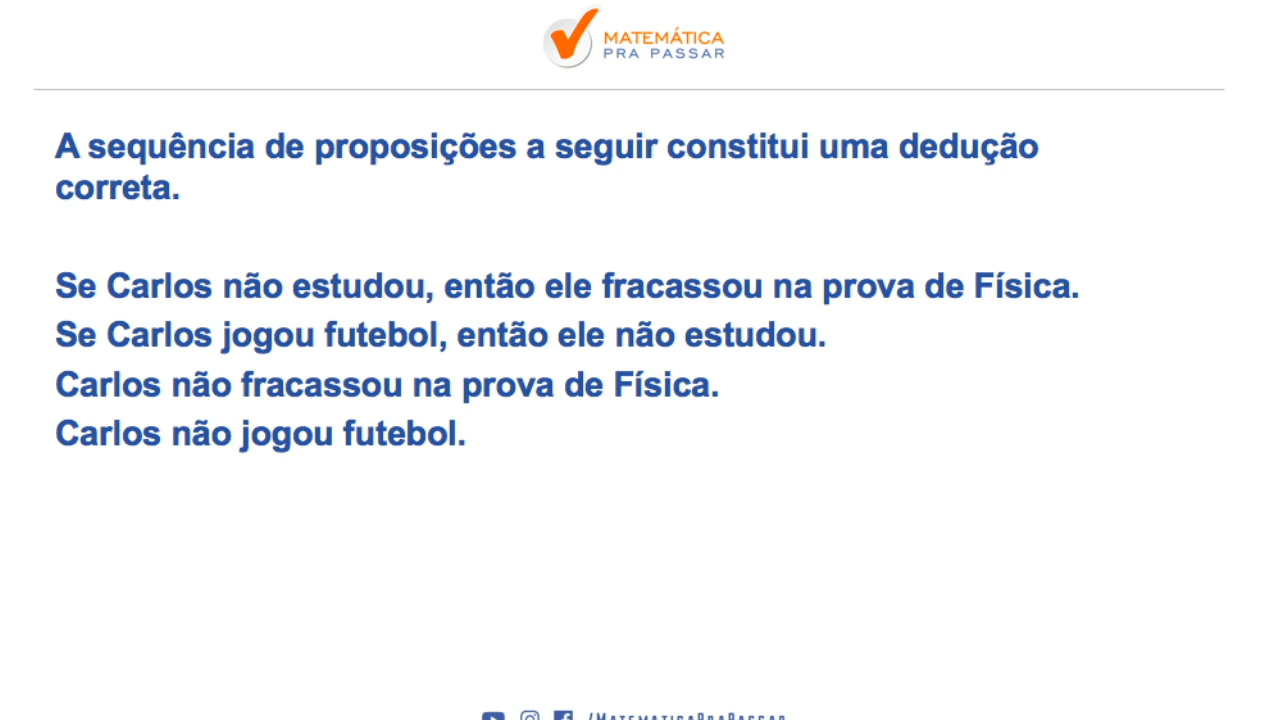 MATEMÁTICA
PRA PASSAR
A sequência de proposições a seguir constitui uma dedução
correta.
Se Carlos não estudou, então ele fracassou na prova de Física.
Se Carlos jogou futebol, então ele não estudou.
Carlos não fracassou na prova de Física.
Carlos não jogou futebol.
/MATEMATICAPRAPASSAR